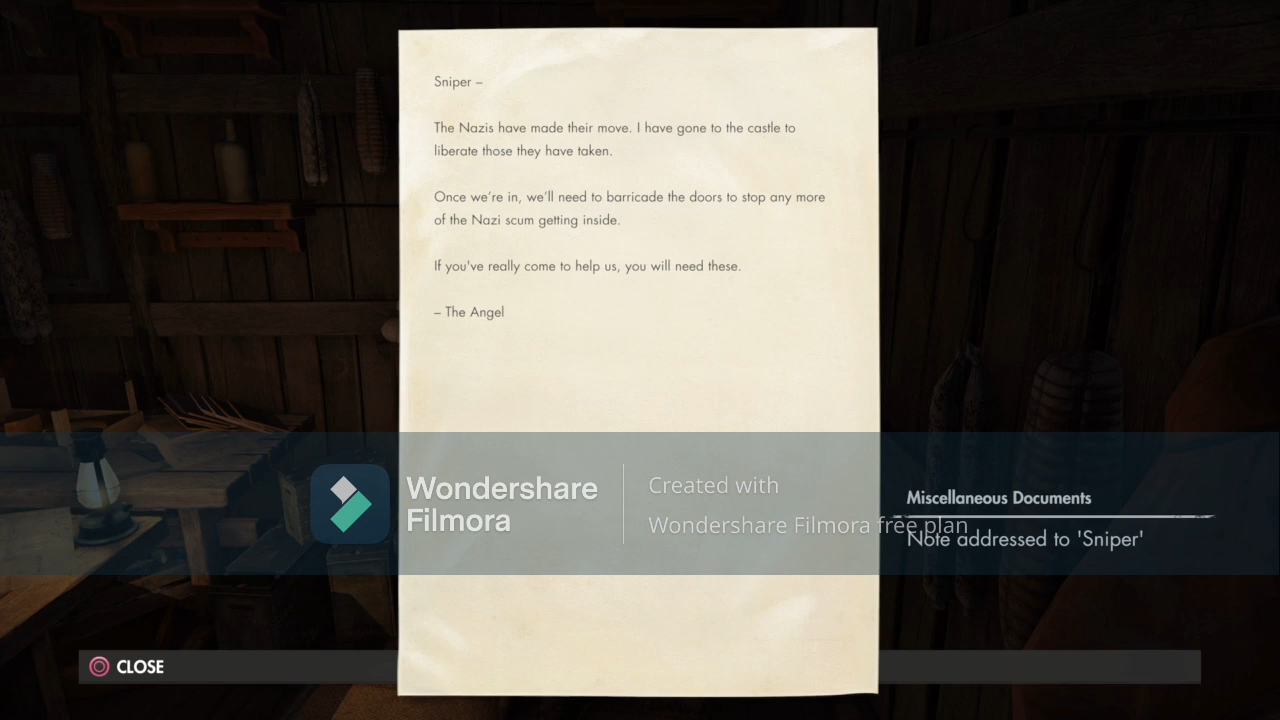 Sniper –
The Nazis have made their move. I have gone to the castle to
liberate those they have taken.
Once we're in, we'll need to barricade the doors to stop any more
of the Nazi scum getting inside.
If you've really come to help us, you will need these.
– The Angel
Wondershare
Filmora
Created with
Wondershare Filmora free plan
Miscellaneous Documents
Note addressed to 'Sniper'
CLOSE